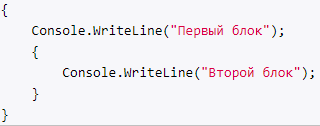 {
    Console.WriteLine("Первый блок");
    {
        Console.WriteLine("Второй блок");
    }
}